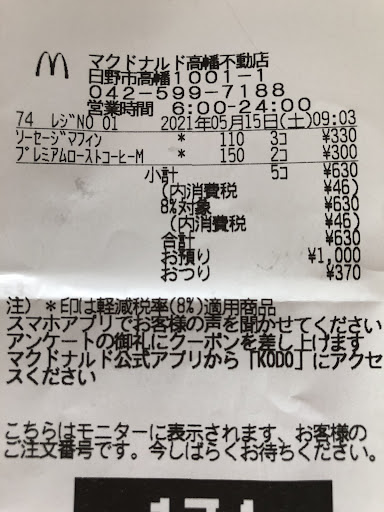 マクドナルド高幡不動店
日野市高幡1001-1
042-599-7188
営業時間 6:00-24:00
74 レジNO 01 2021年05月15日(土)09:03
ソーセージマフィン * 110 3コ ¥330
プレミアムローストコーヒーM * 150 2コ ¥300
小計 5コ ¥630
(内消費税 ¥46)
8%対象 ¥630
(内消費税 ¥46)
合計 ¥630
お預り ¥1,000
おつり ¥370
注) *印は軽減税率(8%)適用商品
スマホアプリでお客様の声を聞かせてください
アンケートの御礼にクーポンを差し上げます
マクドナルド公式アプリから「KODO」にアクセ
スください
こちらはモニターに表示されます、お客様の
ご注文番号です。今しばらくお待ちください。